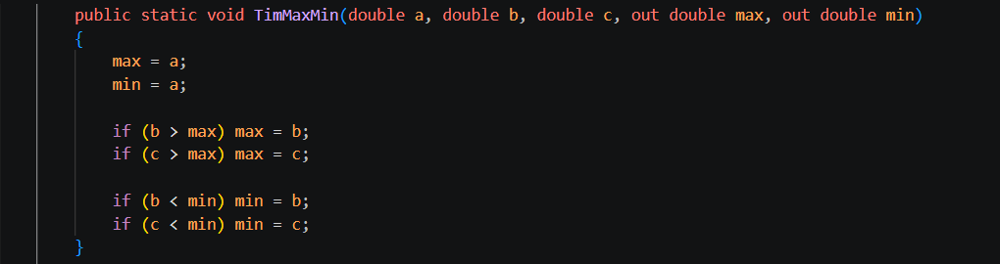 public static void TimMaxMin(double a, double b, double c, out double max, out double min)
{
max = a;
min = a;
if (b > max) max = b;
if (c > max) max = c;
if (b < min) min = b;
if (c < min) min = c;
}